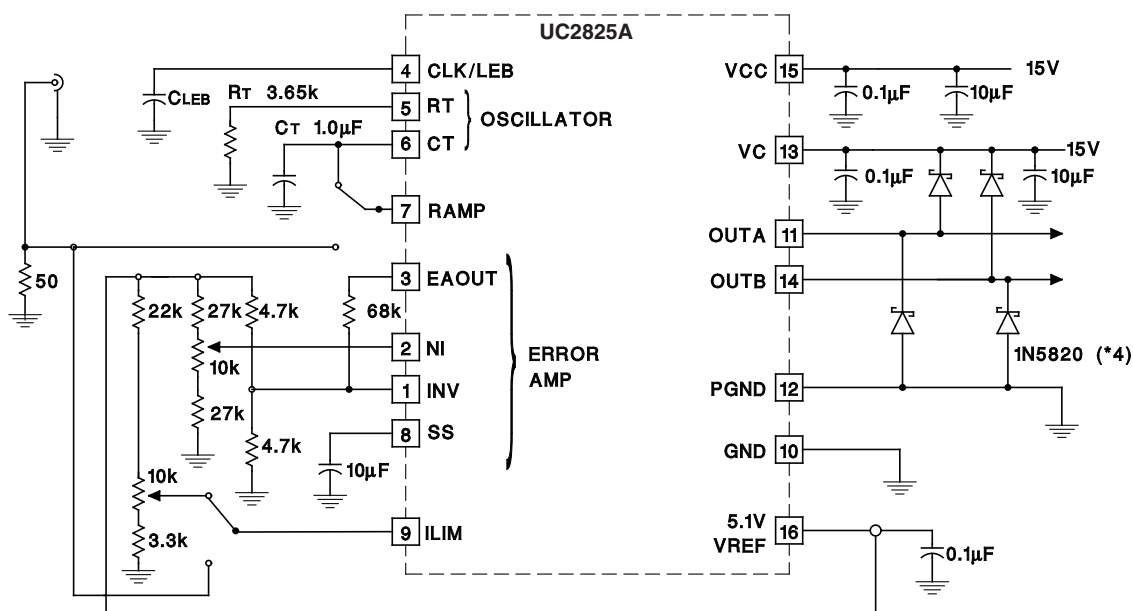 UC2825A
4 CLK/LEB
VCC 15
15V
CLEB
RT 3.65k
5 RT
OSCILLATOR
0.1µF
10µF
CT 1.0µF
6 CT
VC 13
15V
0.1µF
10µF
7 RAMP
OUTA 11
50
3 EAOUT
OUTB 14
22k
27k
4.7k
68k
2 NI
ERROR
AMP
1N5820 (*4)
10k
1 INV
PGND 12
27k
8 SS
4.7k
GND 10
10µF
10k
5.1V
VREF
16
3.3k
9 ILIM
0.1µF